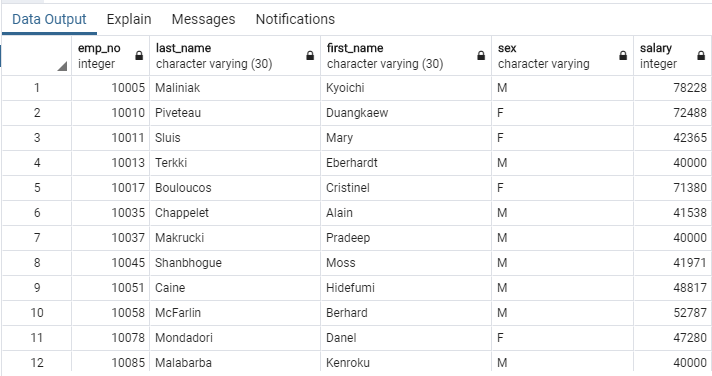 Data Output Explain Messages Notifications
emp_no last_name first_name sex salary
integer character varying (30) character varying (30) character varying integer
1 10005 Maliniak Kyoichi M 78228
2 10010 Piveteau Duangkaew F 72488
3 10011 Sluis Mary F 42365
4 10013 Terkki Eberhardt M 40000
5 10017 Bouloucos Cristinel F 71380
6 10035 Chappelet Alain M 41538
7 10037 Makrucki Pradeep M 40000
8 10045 Shanbhogue Moss M 41971
9 10051 Caine Hidefumi M 48817
10 10058 McFarlin Berhard M 52787
11 10078 Mondadori Danel F 47280
12 10085 Malabarba Kenroku M 40000